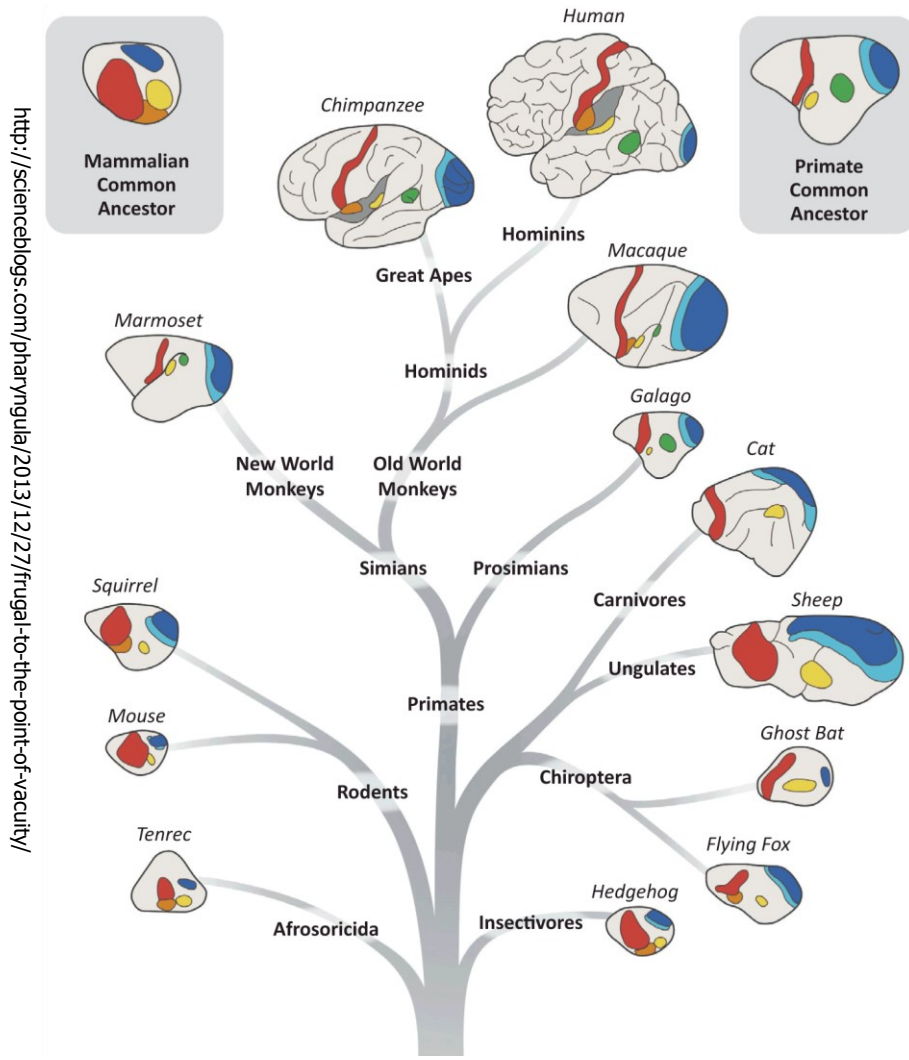 Human
Mammalian
Common
Ancestor
Chimpanzee
Primate
Common
Ancestor
Hominins
Great Apes
Macaque
Marmoset
Hominids
Galago
Cat
New World
Monkeys
Old World
Monkeys
Simians
Prosimians
Squirrel
Carnivores
Sheep
Ungulates
Primates
Mouse
Ghost Bat
Chiroptera
Rodents
Tenrec
Flying Fox
Hedgehog
Afrosoricida
Insectivores
http://scienceblogs.com/pharyngula/2013/12/27/frugal-to-the-point-of-vacuity/